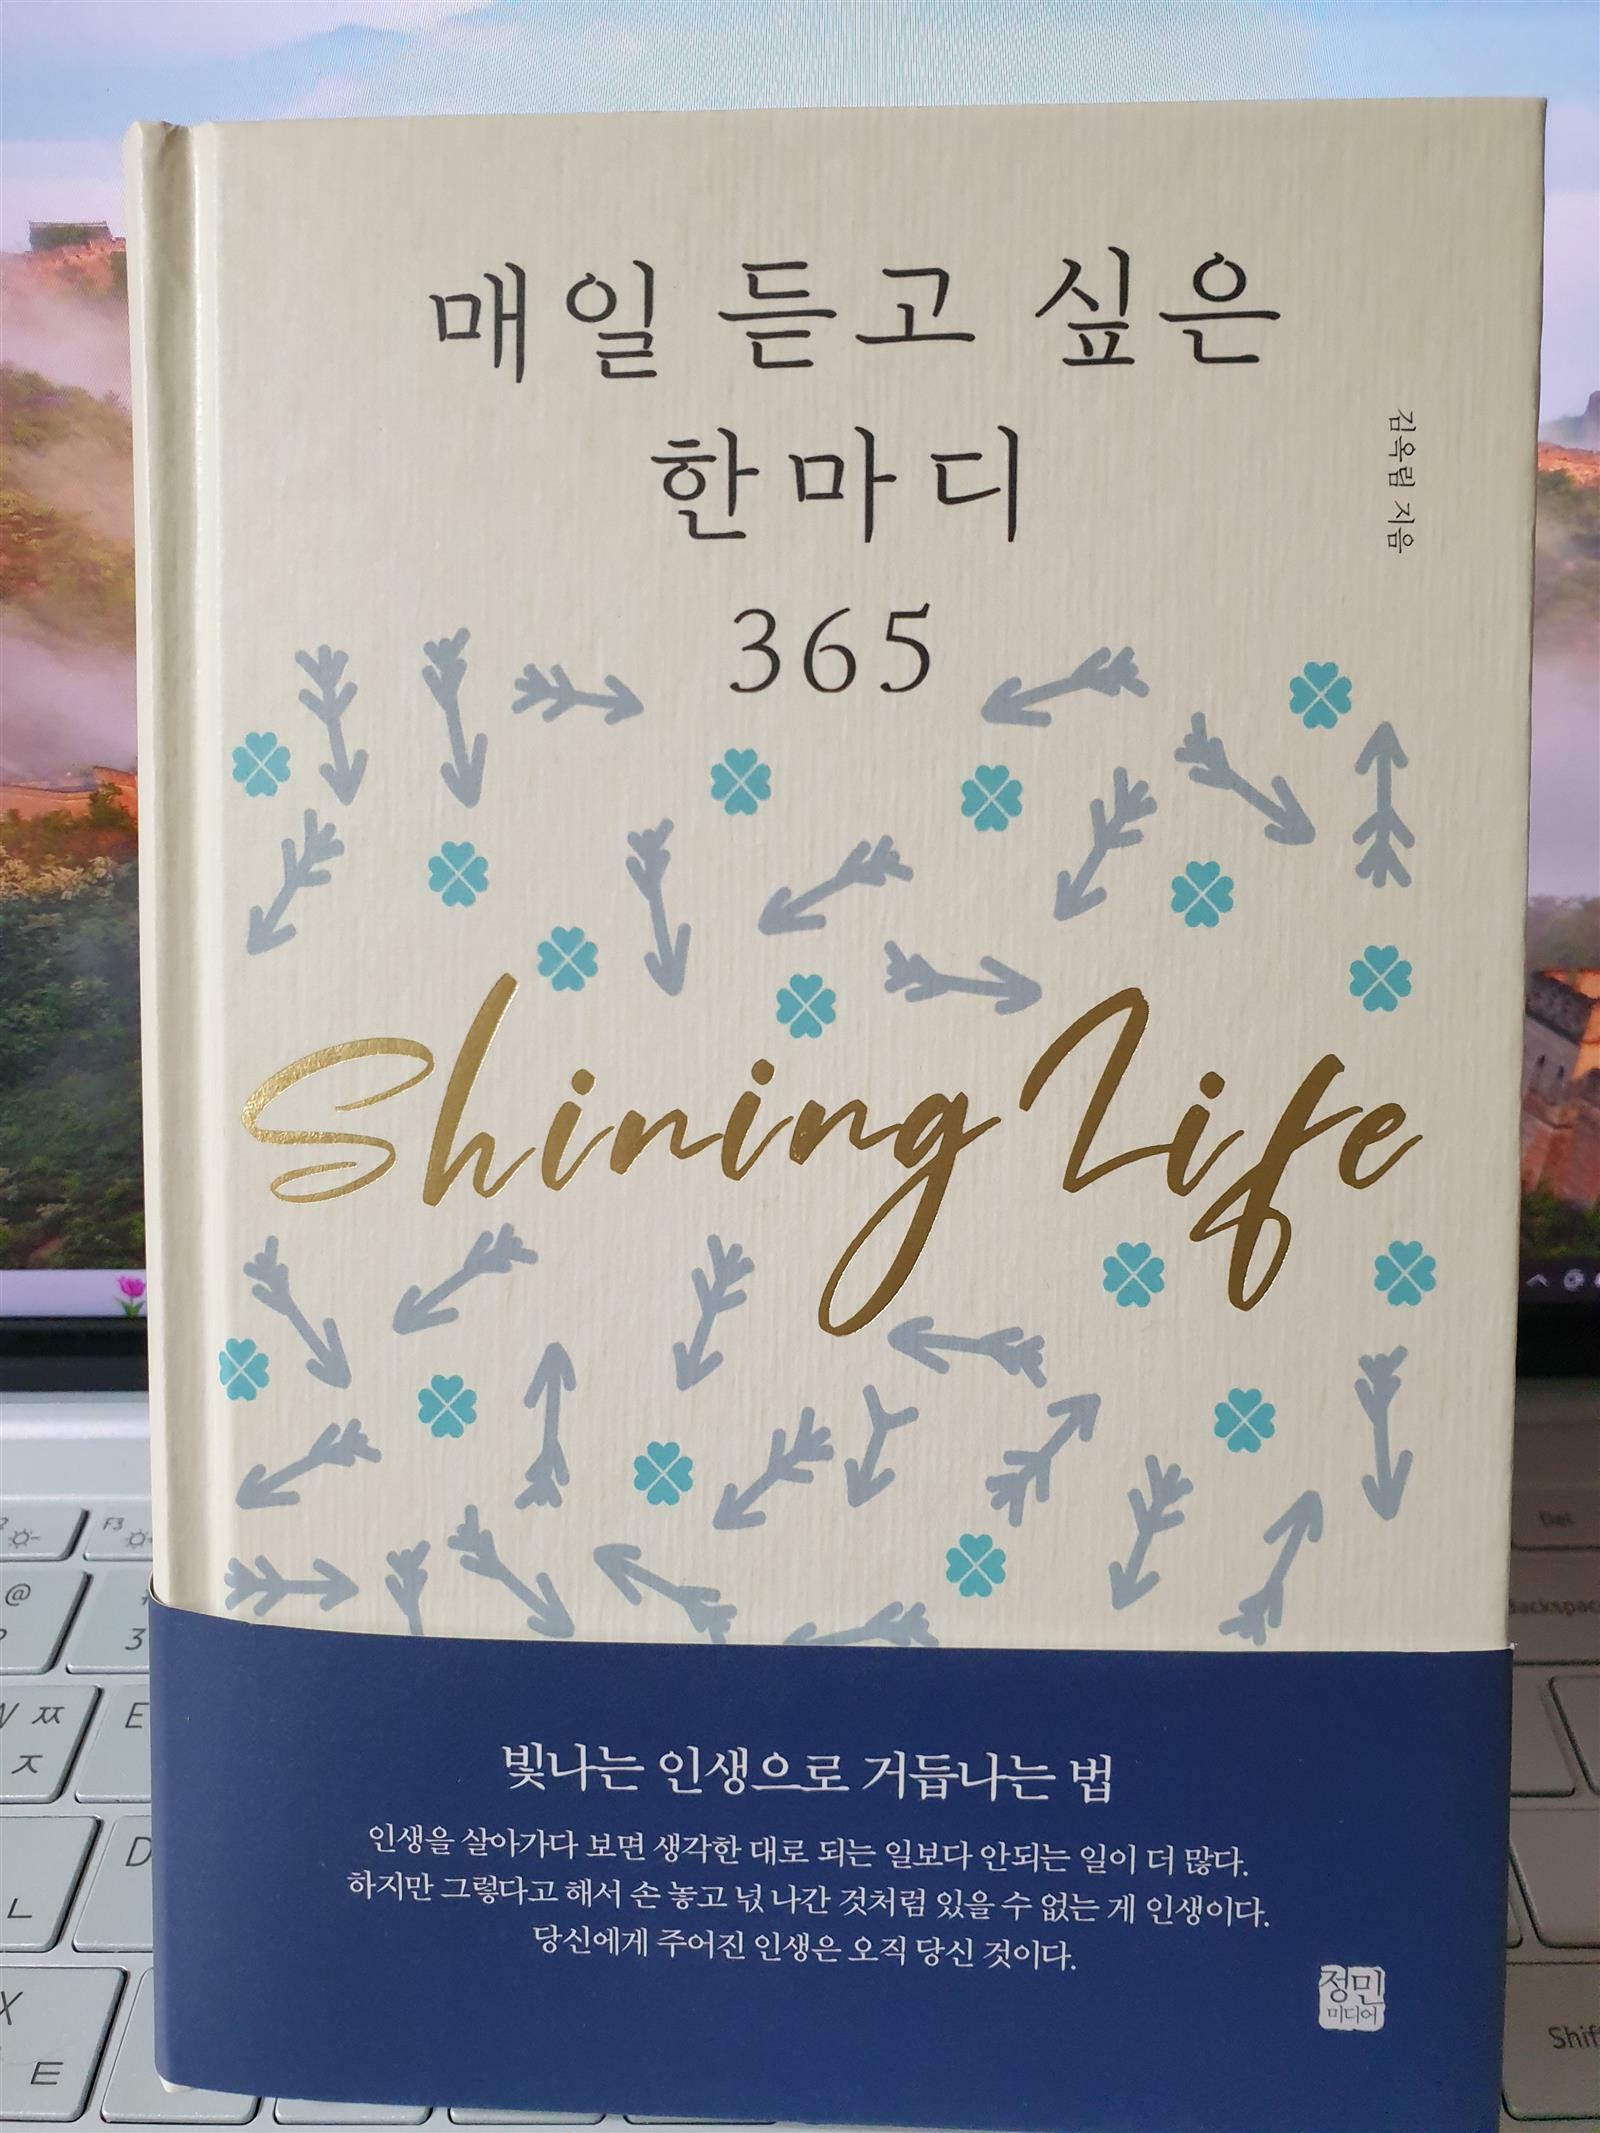 매일 듣고 싶은
한마디
365
김옥림 지음
Shining Life
빛나는 인생으로 거듭나는 법
인생을 살아가다 보면 생각한 대로 되는 일보다 안되는 일이 더 많다.
하지만 그렇다고 해서 손 놓고 넋 나간 것처럼 있을 수 없는 게 인생이다.
당신에게 주어진 인생은 오직 당신 것이다.
정민
미디어
F3
@
3
W ㅉ
ㅈ
E
D
ㄴ
X
ㅌ
Del
Backspac
Shif